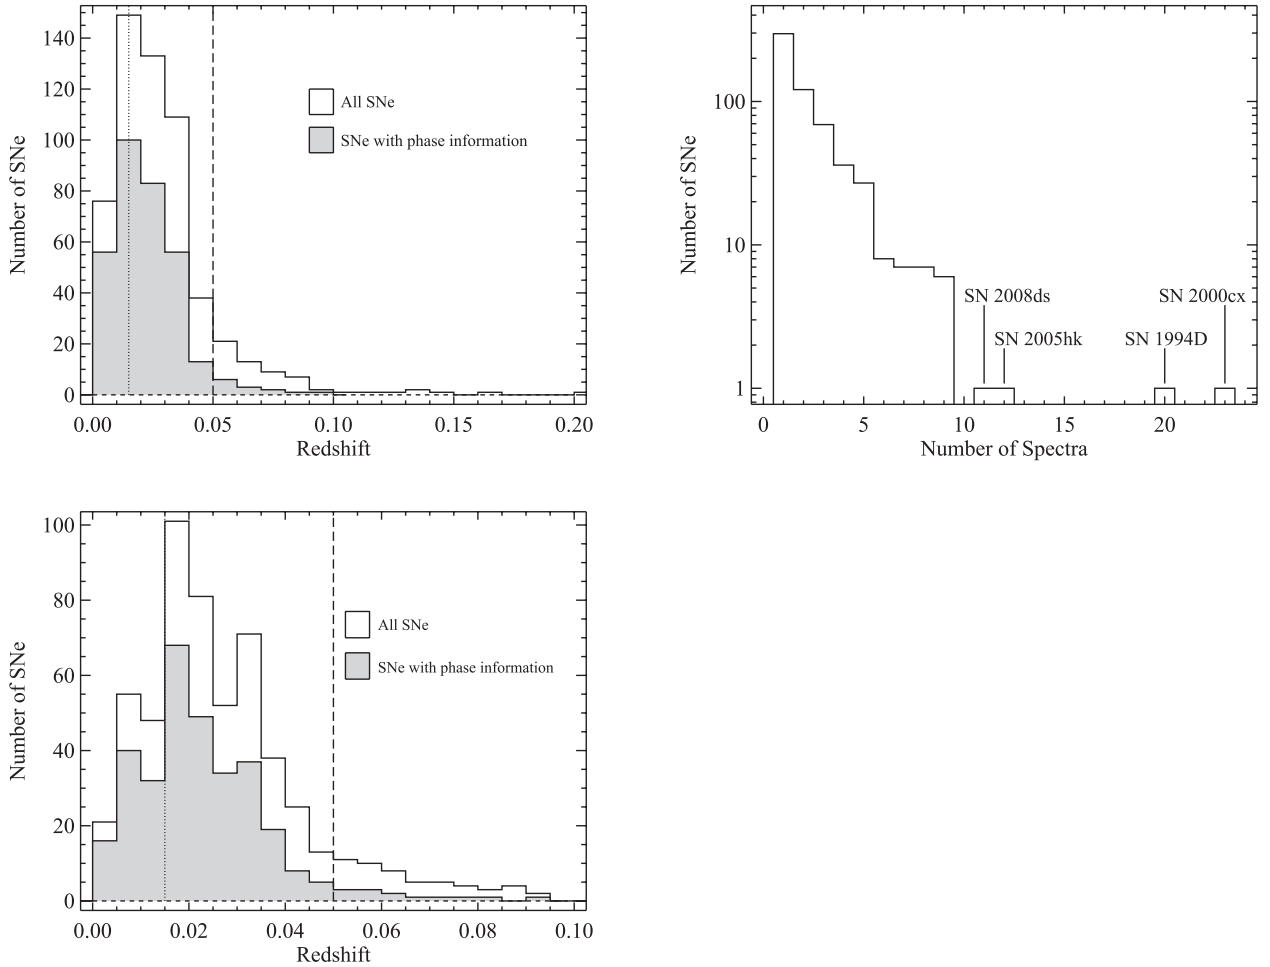 140
120
100
80
60
40
20
0
Number of SNe
All SNe
SNe with phase information
0.00 0.05 0.10 0.15 0.20
Redshift
100
10
1
Number of SNe
SN 2008ds
SN 2005hk
SN 2000cx
SN 1994D
0 5 10 15 20
Number of Spectra
100
80
60
40
20
0
Number of SNe
All SNe
SNe with phase information
0.00 0.02 0.04 0.06 0.08 0.10
Redshift